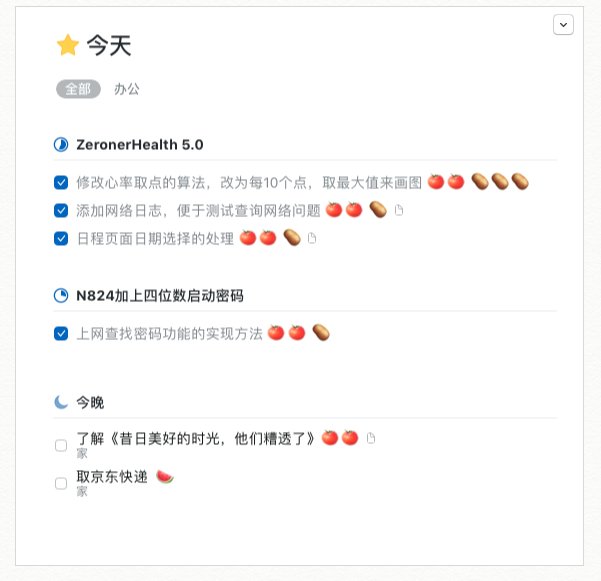 今天
全部 办公
ZeronerHealth 5.0
修改心率取点的算法，改为每10个点，取最大值来画图
添加网络日志，便于测试查询网络问题
日程页面日期选择的处理
N824加上四位数启动密码
上网查找密码功能的实现方法
今晚
了解《昔日美好的时光，他们糟透了》
家
取京东快递
家